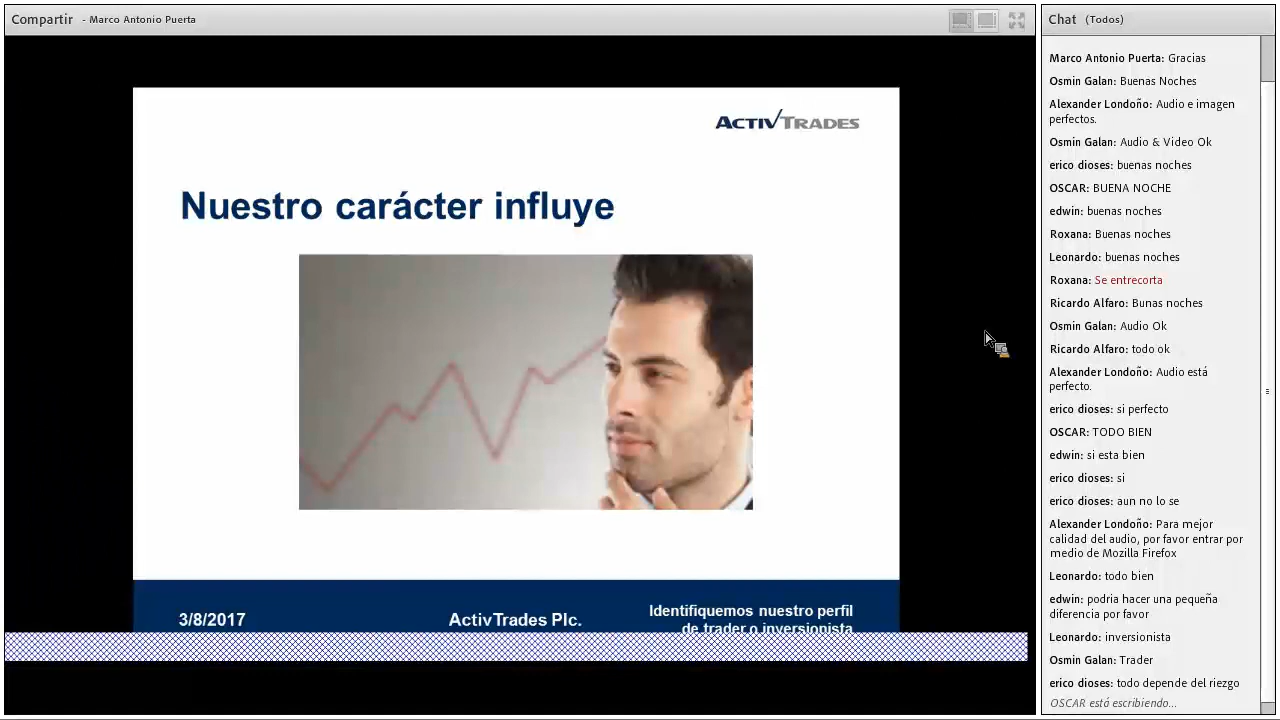 Compartir - Marco Antonio Puerta
ACTIVTRADES
Nuestro carácter influye
3/8/2017
ActivTrades Plc.
Identifiquemos nuestro perfil
de trader o inversionista
Chat (Todos)
Marco Antonio Puerta: Gracias
Osmin Galan: Buenas Noches
Alexander Londoño: Audio e imagen
perfectos.
Osmin Galan: Audio & Video Ok
erico dioses: buenas noches
OSCAR: BUENA NOCHE
edwin: buenas noches
Roxana: Buenas noches
Leonardo: buenas noches
Roxana: Se entrecorta
Ricardo Alfaro: Bunas noches
Osmin Galan: Audio Ok
Ricardo Alfaro: todo ok
Alexander Londoño: Audio está
perfecto.
erico dioses: si perfecto
OSCAR: TODO BIEN
edwin: si esta bien
erico dioses: si
erico dioses: aun no lo se
Alexander Londoño: Para mejor
calidad del audio, por favor entrar por
medio de Mozilla Firefox
Leonardo: todo bien
edwin: podria hacer una pequeña
diferencia por favor
Leonardo: inversionista
Osmin Galan: Trader
erico dioses: todo depende del riezgo
OSCAR está escribiendo...